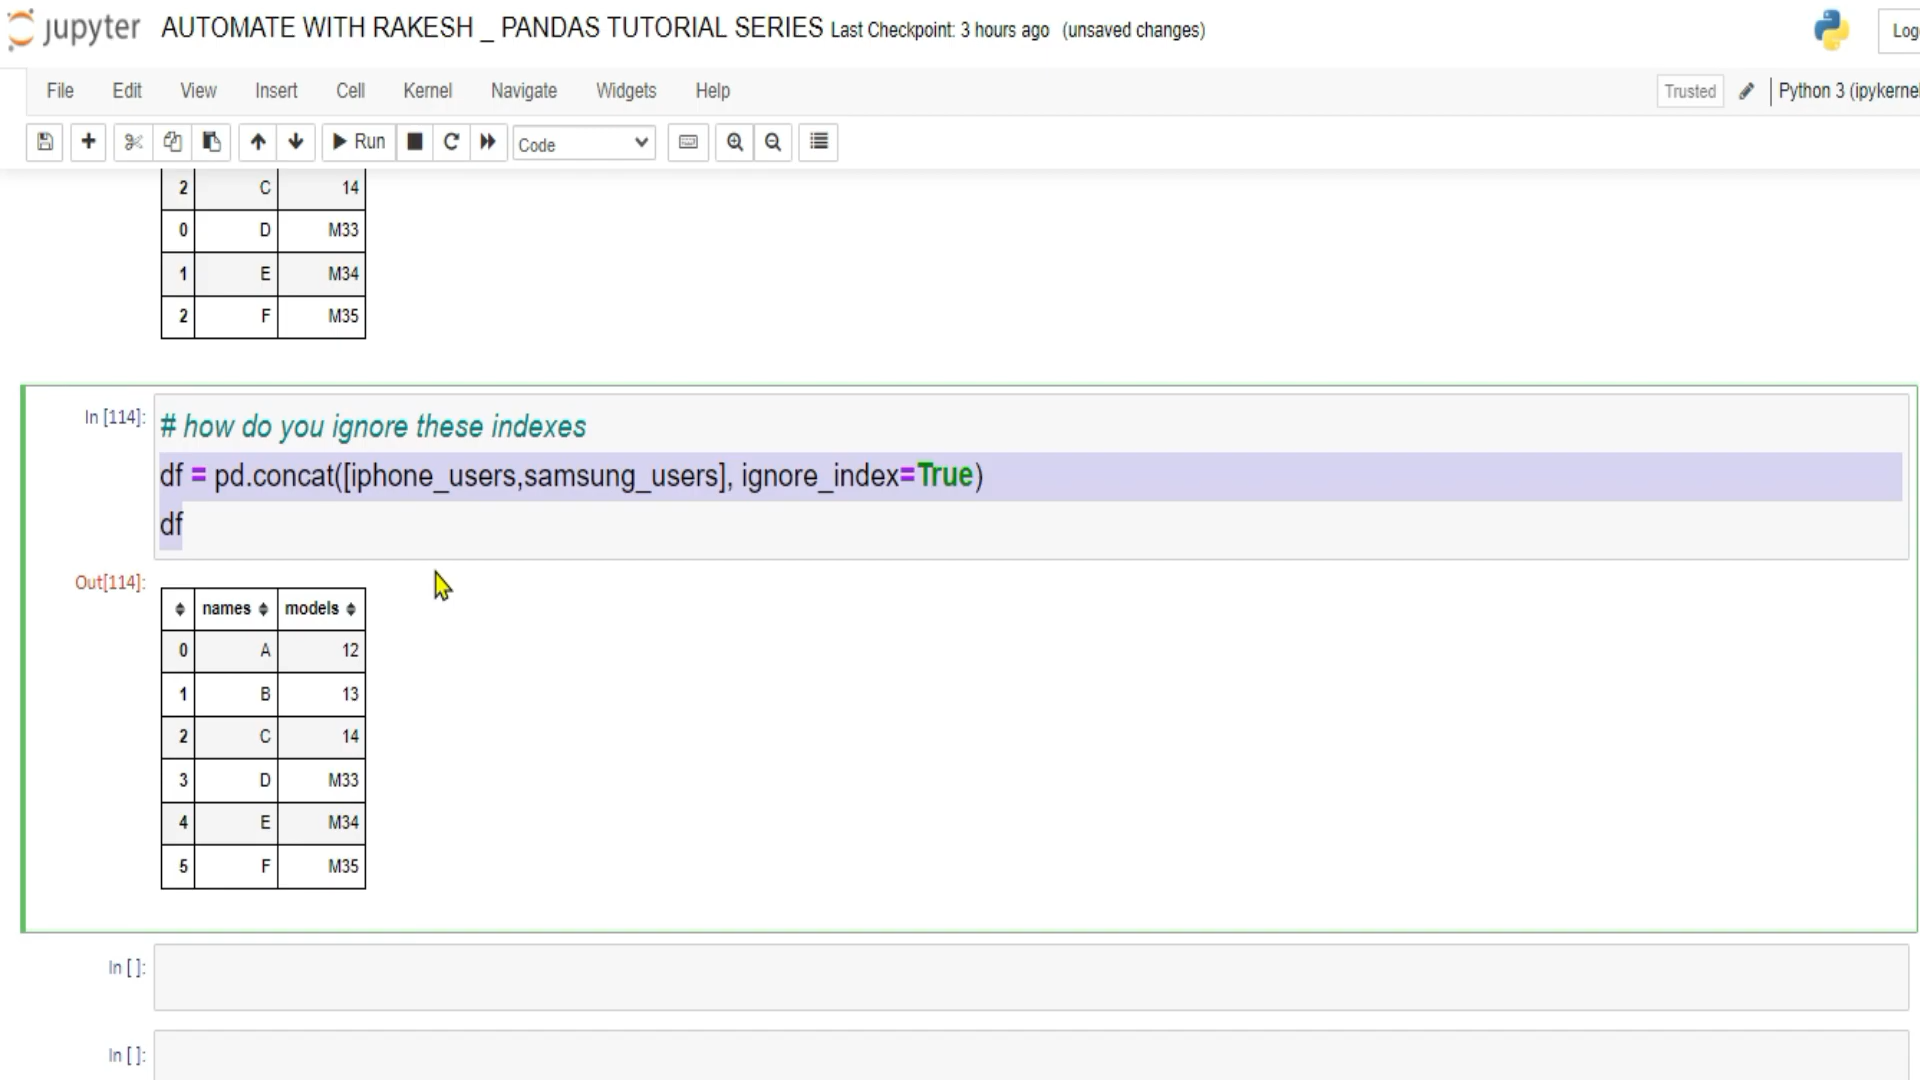 jupyter AUTOMATE WITH RAKESH _ PANDAS TUTORIAL SERIES Last Checkpoint: 3 hours ago (unsaved changes)
Log
File Edit View Insert Cell Kernel Navigate Widgets Help Trusted Python 3 (ipykernel
Run Code
2 C 14
0 D M33
1 E M34
2 F M35
In [114]: # how do you ignore these indexes
df = pd.concat([iphone_users,samsung_users], ignore_index=True)
df
Out[114]:
names models
0 A 12
1 B 13
2 C 14
3 D M33
4 E M34
5 F M35
In [ ]:
In [ ]: